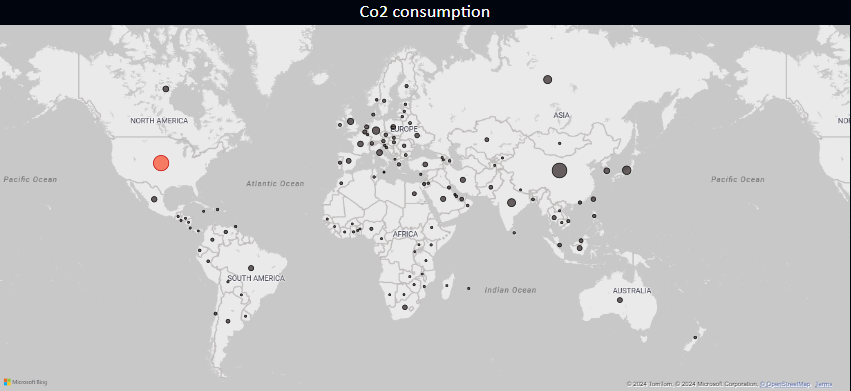 Co2 consumption
NORTH AMERICA
EUROPE
ASIA
Pacific Ocean
Atlantic Ocean
Pacific Ocean
AFRICA
SOUTH AMERICA
Indian Ocean
AUSTRALIA
Microsoft Bing
© 2024 TomTom, © 2024 Microsoft Corporation, © OpenStreetMap Terms